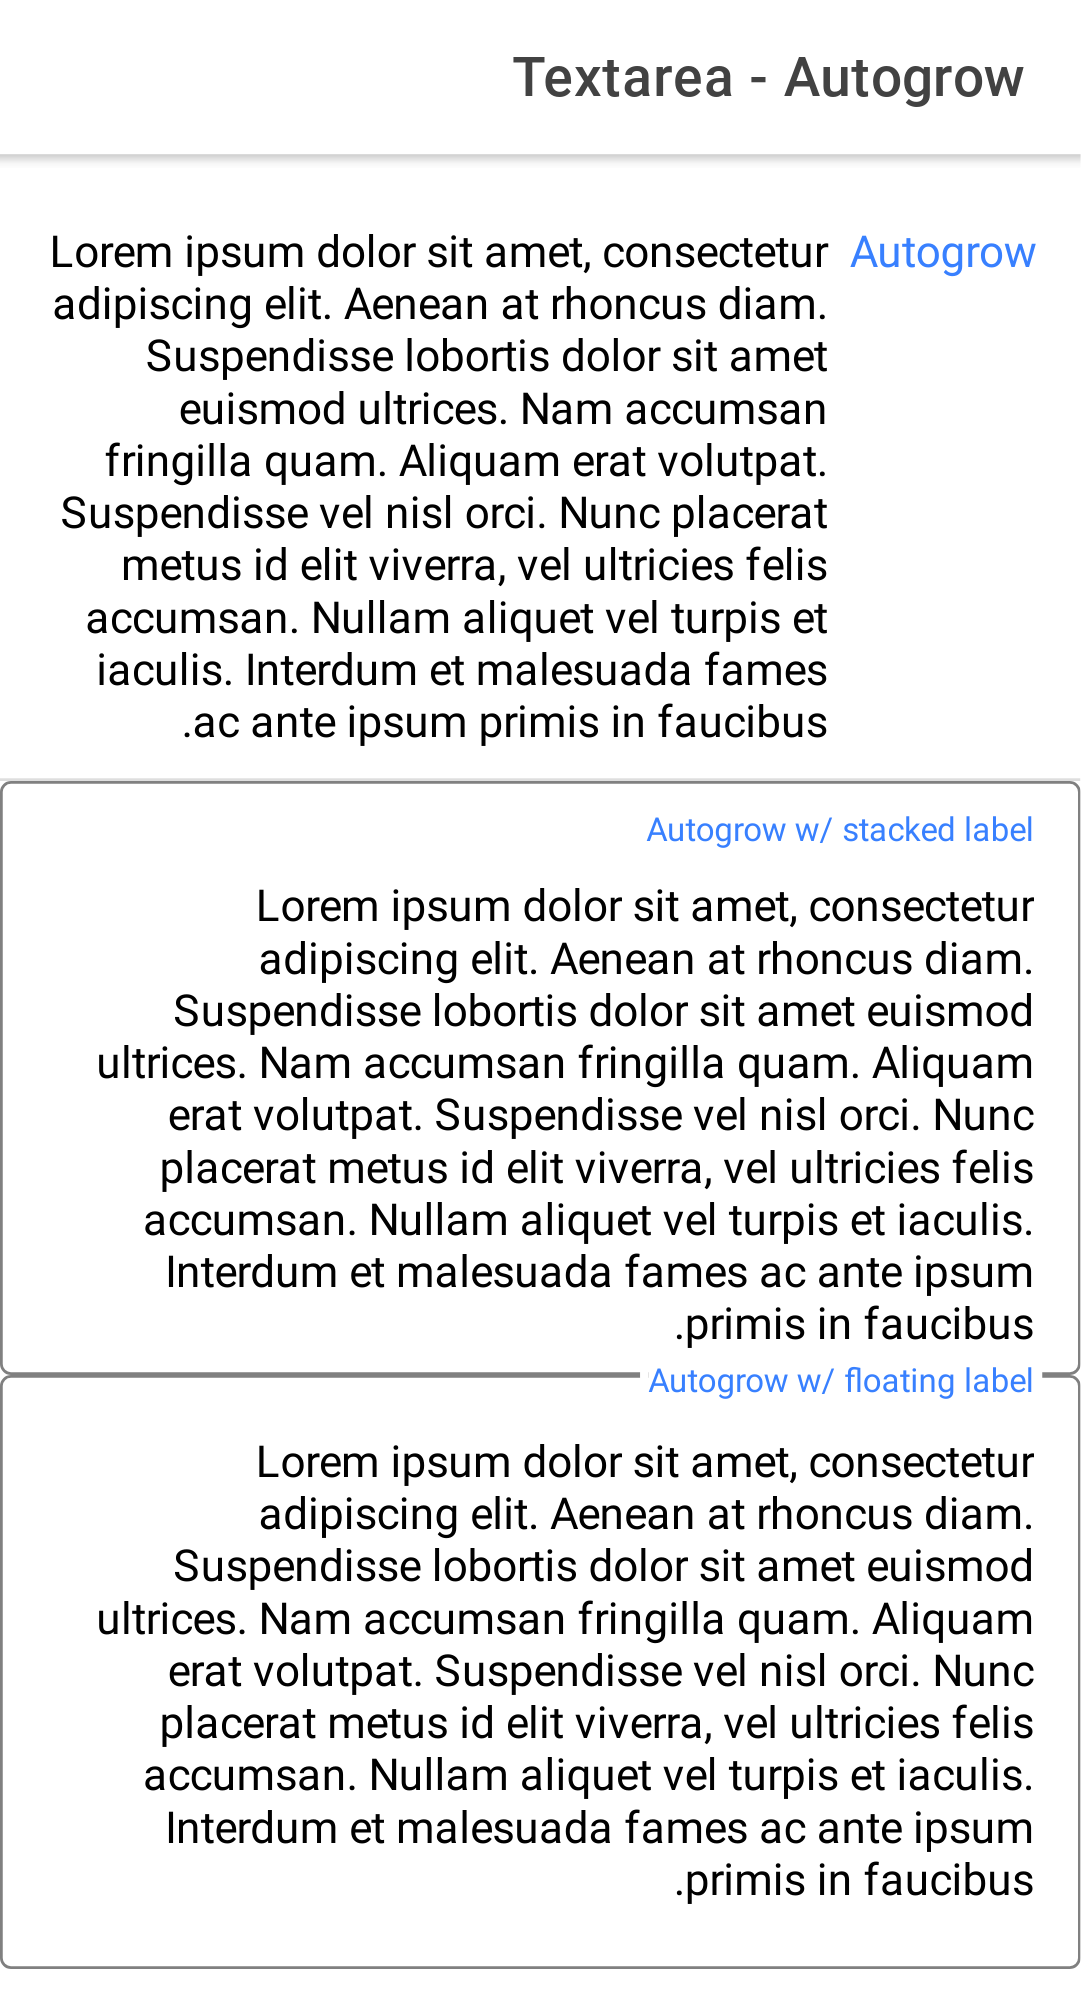 Textarea - Autogrow
Autogrow
Lorem ipsum dolor sit amet, consectetur
adipiscing elit. Aenean at rhoncus diam.
Suspendisse lobortis dolor sit amet
euismod ultrices. Nam accumsan
fringilla quam. Aliquam erat volutpat.
Suspendisse vel nisl orci. Nunc placerat
metus id elit viverra, vel ultricies felis
accumsan. Nullam aliquet vel turpis et
iaculis. Interdum et malesuada fames
.ac ante ipsum primis in faucibus
Autogrow w/ stacked label
Lorem ipsum dolor sit amet, consectetur
adipiscing elit. Aenean at rhoncus diam.
Suspendisse lobortis dolor sit amet euismod
ultrices. Nam accumsan fringilla quam. Aliquam
erat volutpat. Suspendisse vel nisl orci. Nunc
placerat metus id elit viverra, vel ultricies felis
accumsan. Nullam aliquet vel turpis et iaculis.
Interdum et malesuada fames ac ante ipsum
.primis in faucibus
Autogrow w/ floating label
Lorem ipsum dolor sit amet, consectetur
adipiscing elit. Aenean at rhoncus diam.
Suspendisse lobortis dolor sit amet euismod
ultrices. Nam accumsan fringilla quam. Aliquam
erat volutpat. Suspendisse vel nisl orci. Nunc
placerat metus id elit viverra, vel ultricies felis
accumsan. Nullam aliquet vel turpis et iaculis.
Interdum et malesuada fames ac ante ipsum
.primis in faucibus